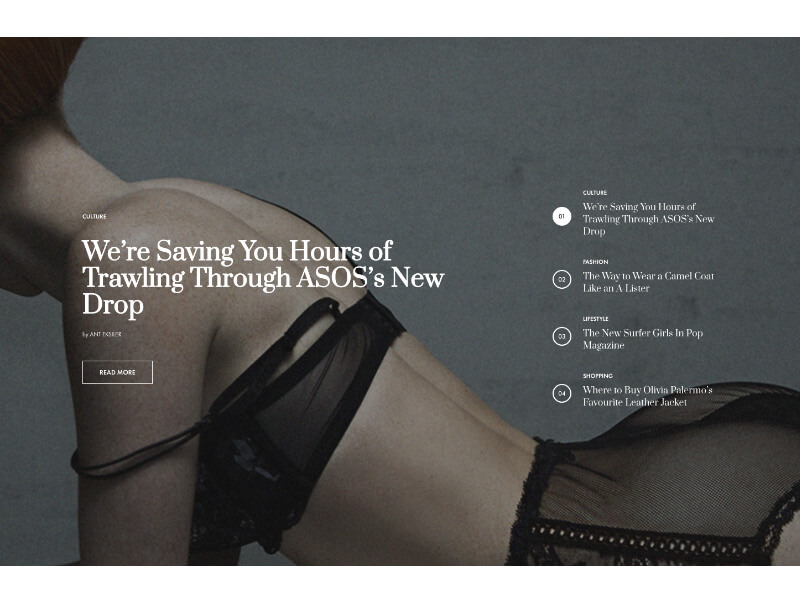 CULTURE
We're Saving You Hours of
Trawling Through ASOS's New
Drop
by ANT EKSILER
READ MORE
CULTURE
01
We're Saving You Hours of
Trawling Through ASOS's New
Drop
FASHION
02
The Way to Wear a Camel Coat
Like an A Lister
LIFESTYLE
03
The New Surfer Girls In Pop
Magazine
SHOPPING
04
Where to Buy Olivia Palermo's
Favourite Leather Jacket